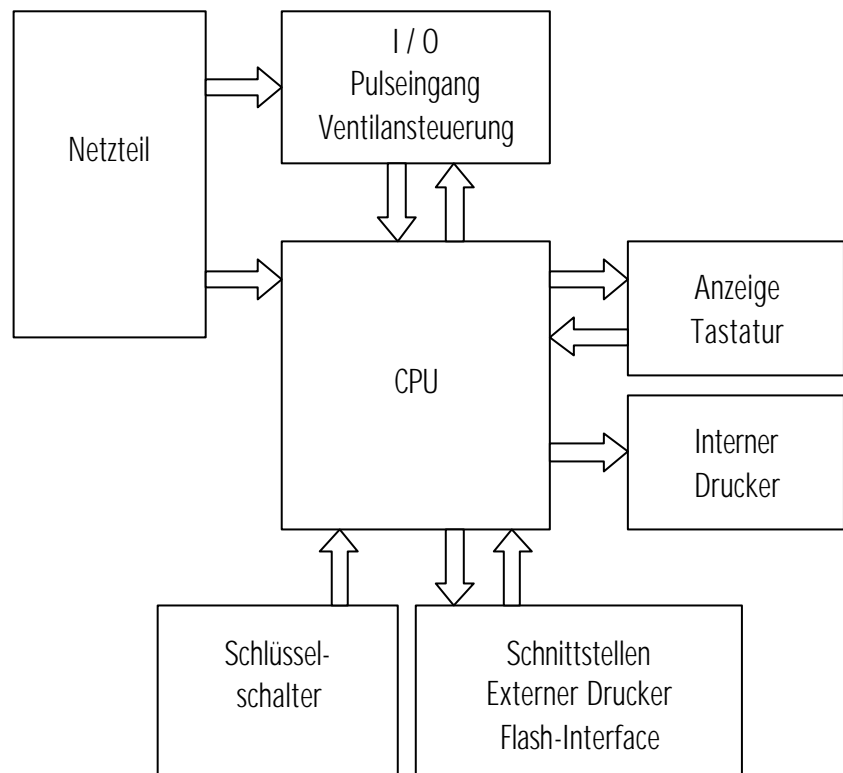 Netzteil
I / O
Pulseingang
Ventilansteuerung
CPU
Anzeige
Tastatur
Interner
Drucker
Schlüssel-
schalter
Schnittstellen
Externer Drucker
Flash-Interface